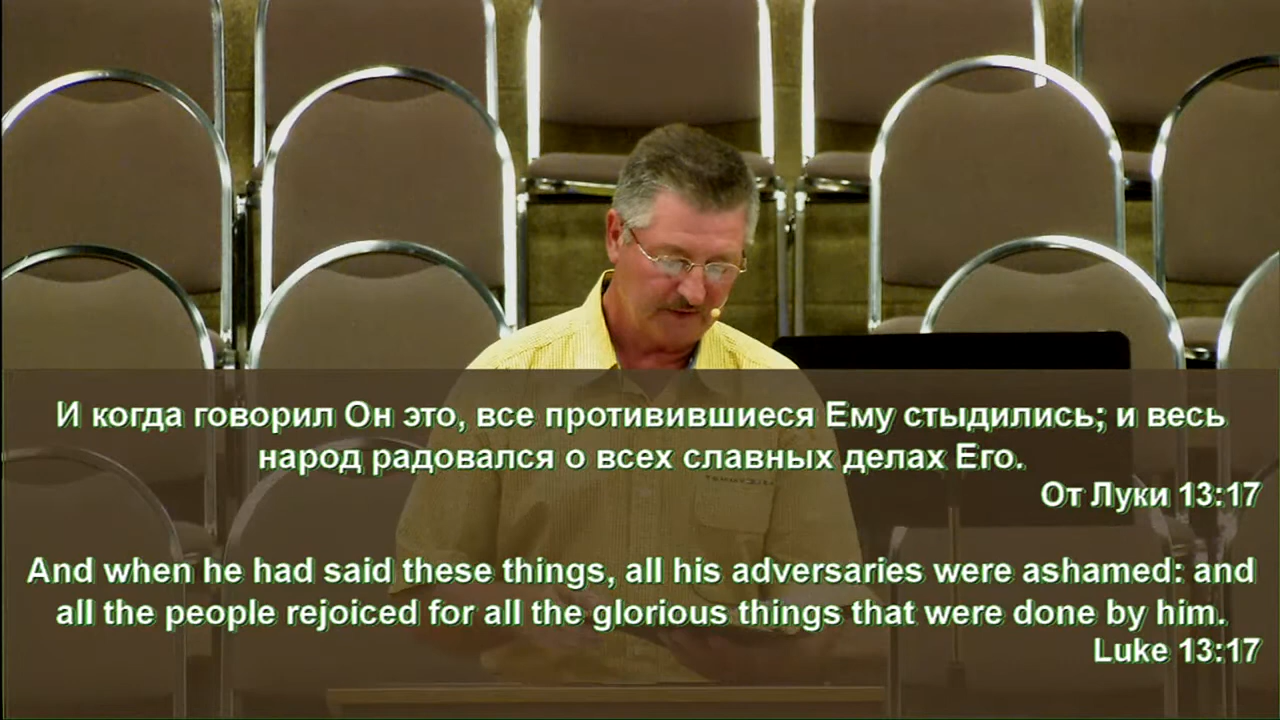 И когда говорил Он это, все противившиеся Ему стыдились; и весь
народ радовался о всех славных делах Его.
От Луки 13:17
And when he had said these things, all his adversaries were ashamed: and
all the people rejoiced for all the glorious things that were done by him.
Luke 13:17